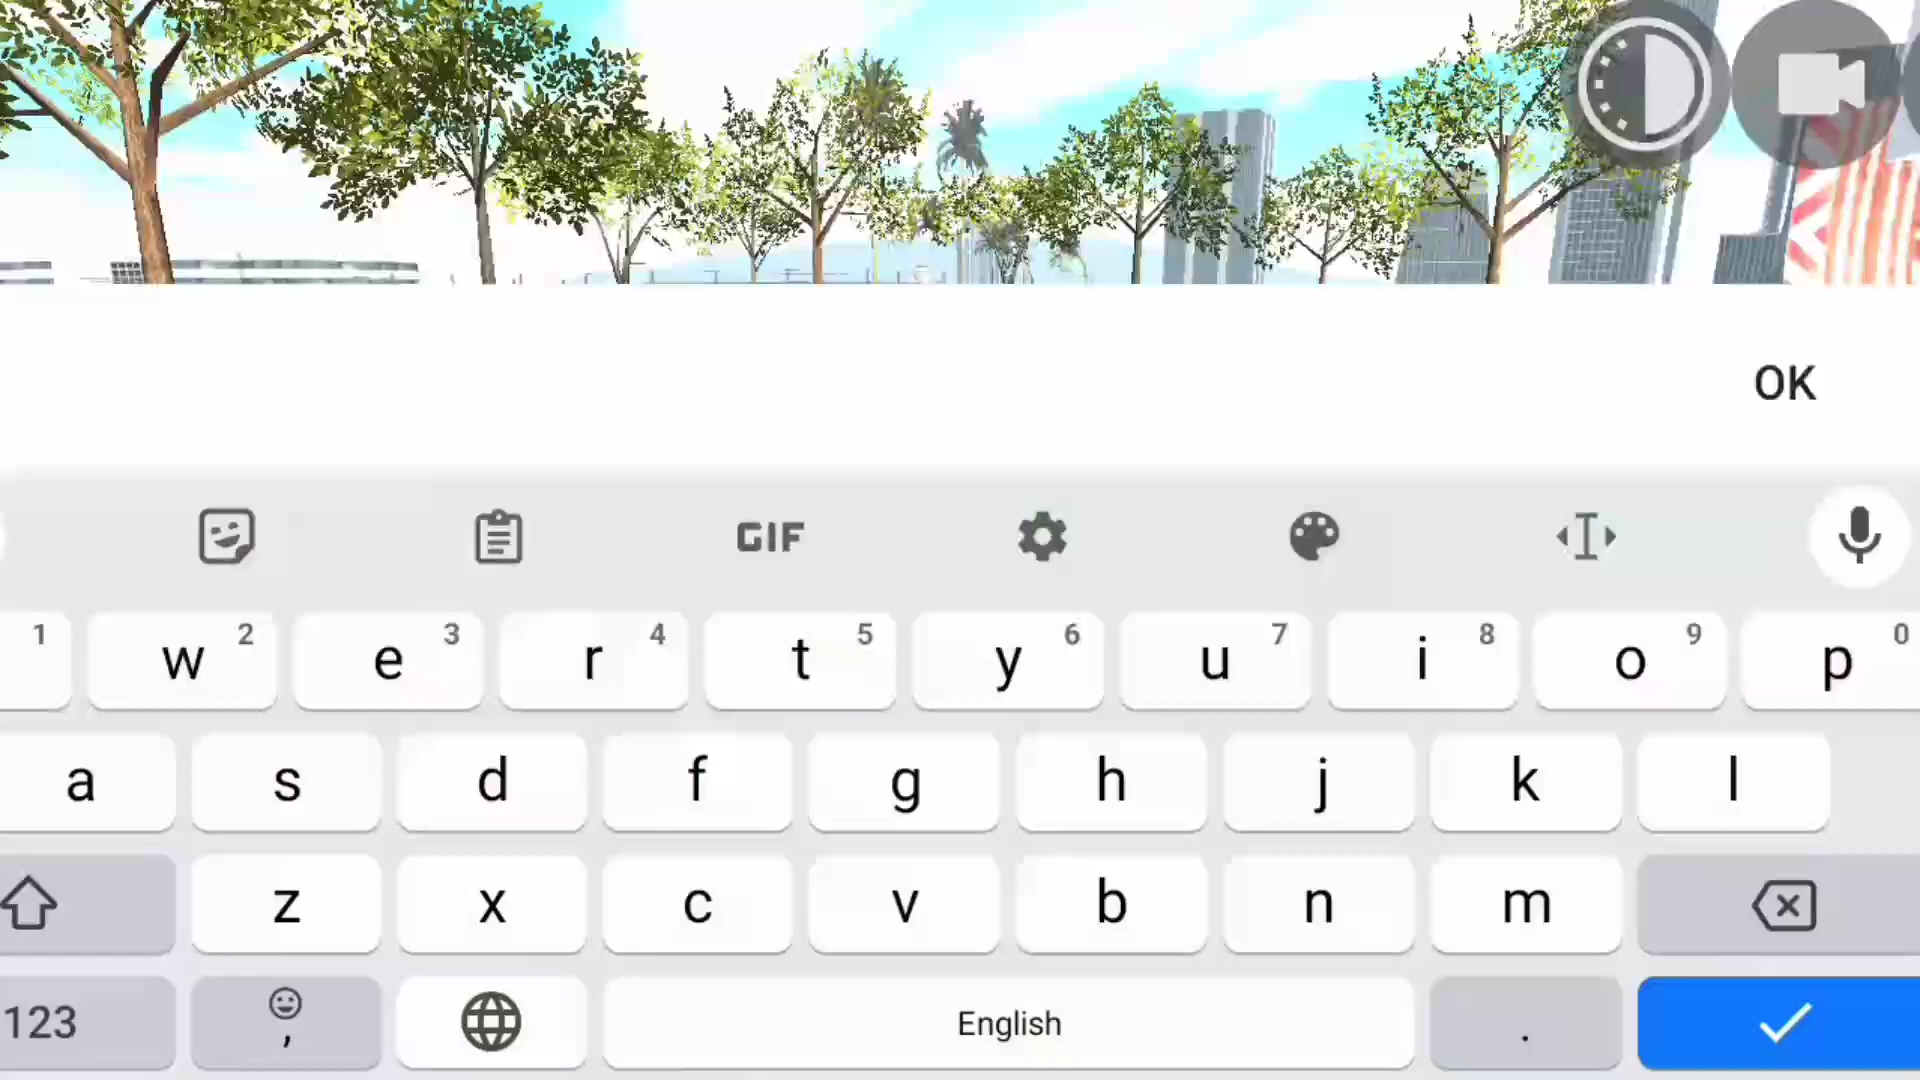 OK
GIF
1 w 2 e 3 r 4 t 5 y 6 u 7 i 8 o 9 p 0
a s d f g h j k l
z x c v b n m
123 , English .